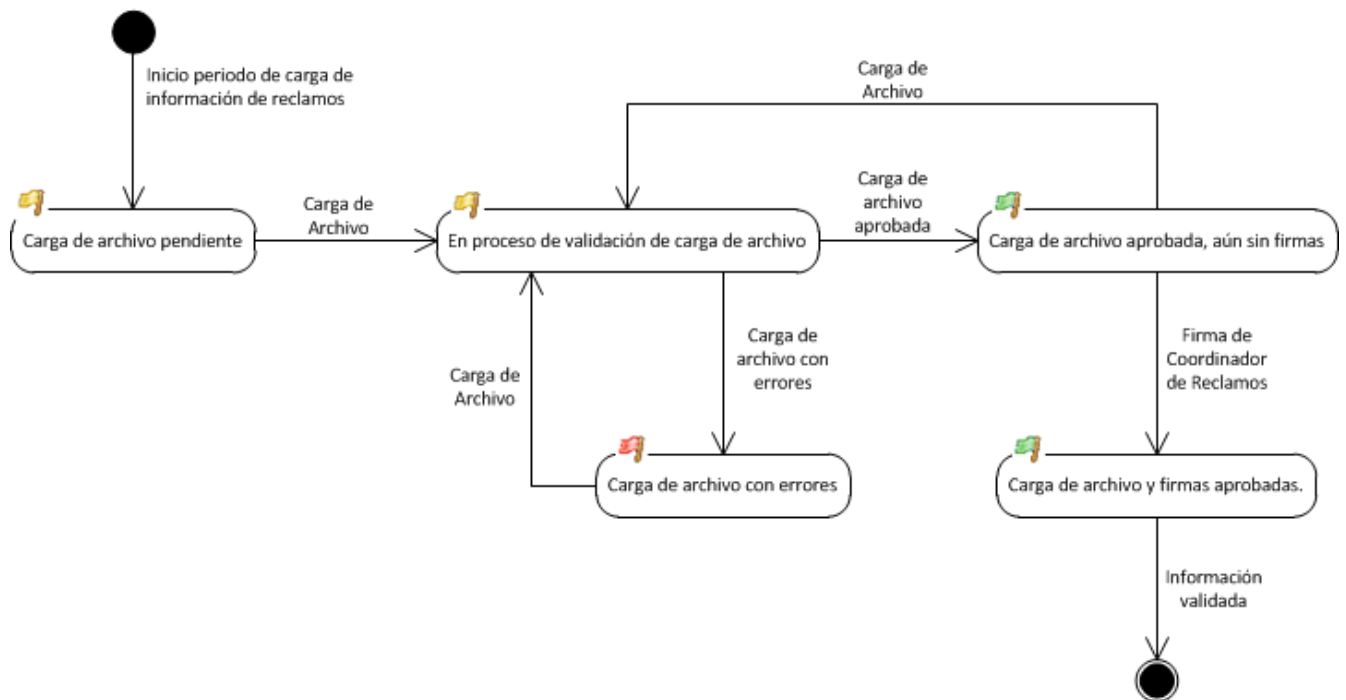 Inicio periodo de carga de
información de reclamos
Carga de
Archivo
Carga de archivo pendiente
Carga de
Archivo
En proceso de validación de carga de archivo
Carga de
archivo
aprobada
Carga de archivo aprobada, aún sin firmas
Carga de
Archivo
Carga de
archivo con
errores
Firma de
Coordinador
de Reclamos
Carga de archivo con errores
Carga de archivo y firmas aprobadas.
Información
validada